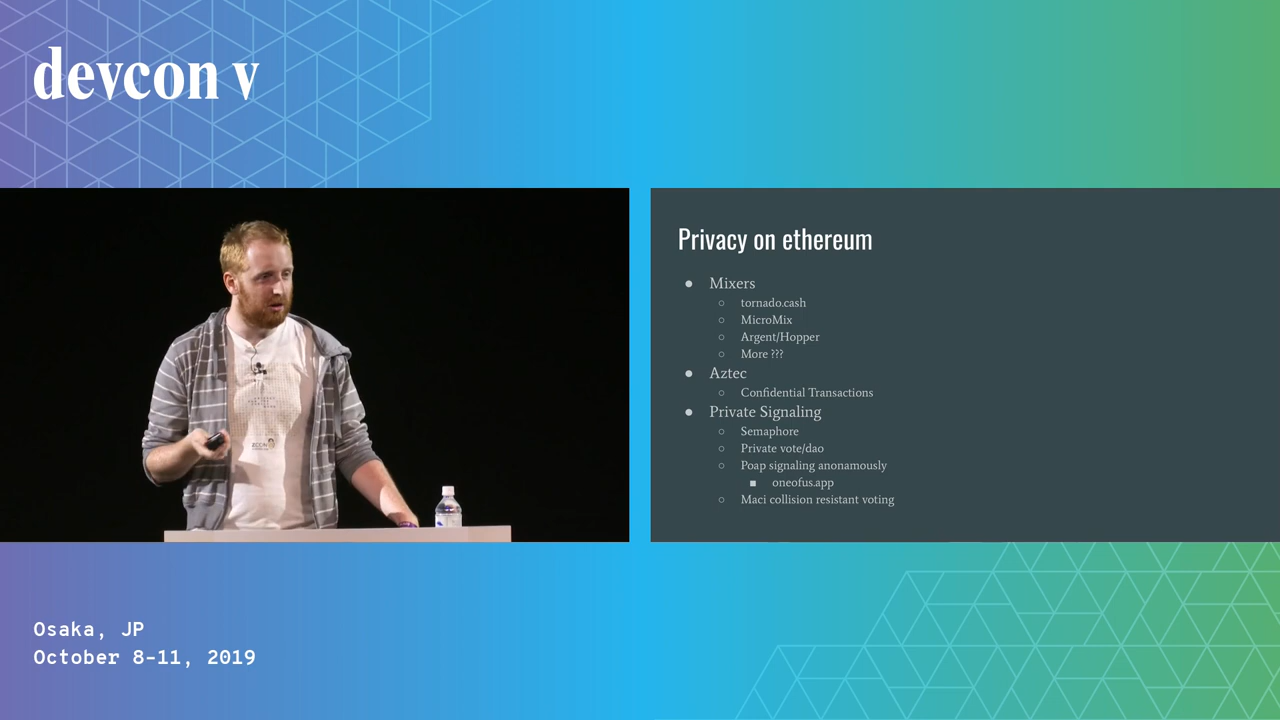 devcon v
ZCON
Privacy on ethereum
● Mixers
○ tornado.cash
○ MicroMix
○ Argent/Hopper
○ More ???
● Aztec
○ Confidential Transactions
● Private Signaling
○ Semaphore
○ Private vote/dao
○ Poap signaling anonamously
■ oneofus.app
○ Maci collision resistant voting
Osaka, JP
October 8-11, 2019